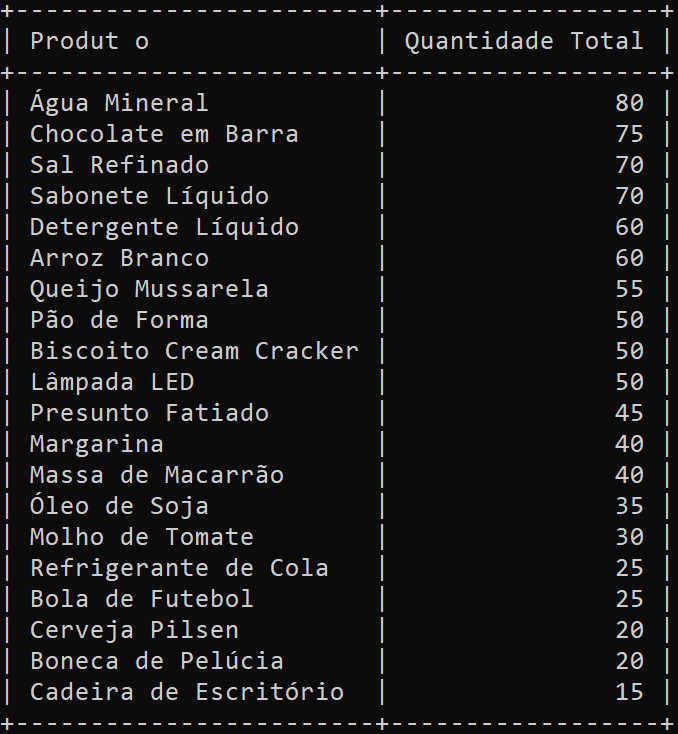 +------------------------+------------------+
| Produt o               | Quantidade Total |
+------------------------+------------------+
| Água Mineral           |               80 |
| Chocolate em Barra     |               75 |
| Sal Refinado           |               70 |
| Sabonete Líquido       |               70 |
| Detergente Líquido     |               60 |
| Arroz Branco           |               60 |
| Queijo Mussarela       |               55 |
| Pão de Forma           |               50 |
| Biscoito Cream Cracker |               50 |
| Lâmpada LED            |               50 |
| Presunto Fatiado       |               45 |
| Margarina              |               40 |
| Massa de Macarrão      |               40 |
| Óleo de Soja           |               35 |
| Molho de Tomate        |               30 |
| Refrigerante de Cola   |               25 |
| Bola de Futebol        |               25 |
| Cerveja Pilsen         |               20 |
| Boneca de Pelúcia      |               20 |
| Cadeira de Escritório  |               15 |
+------------------------+------------------+